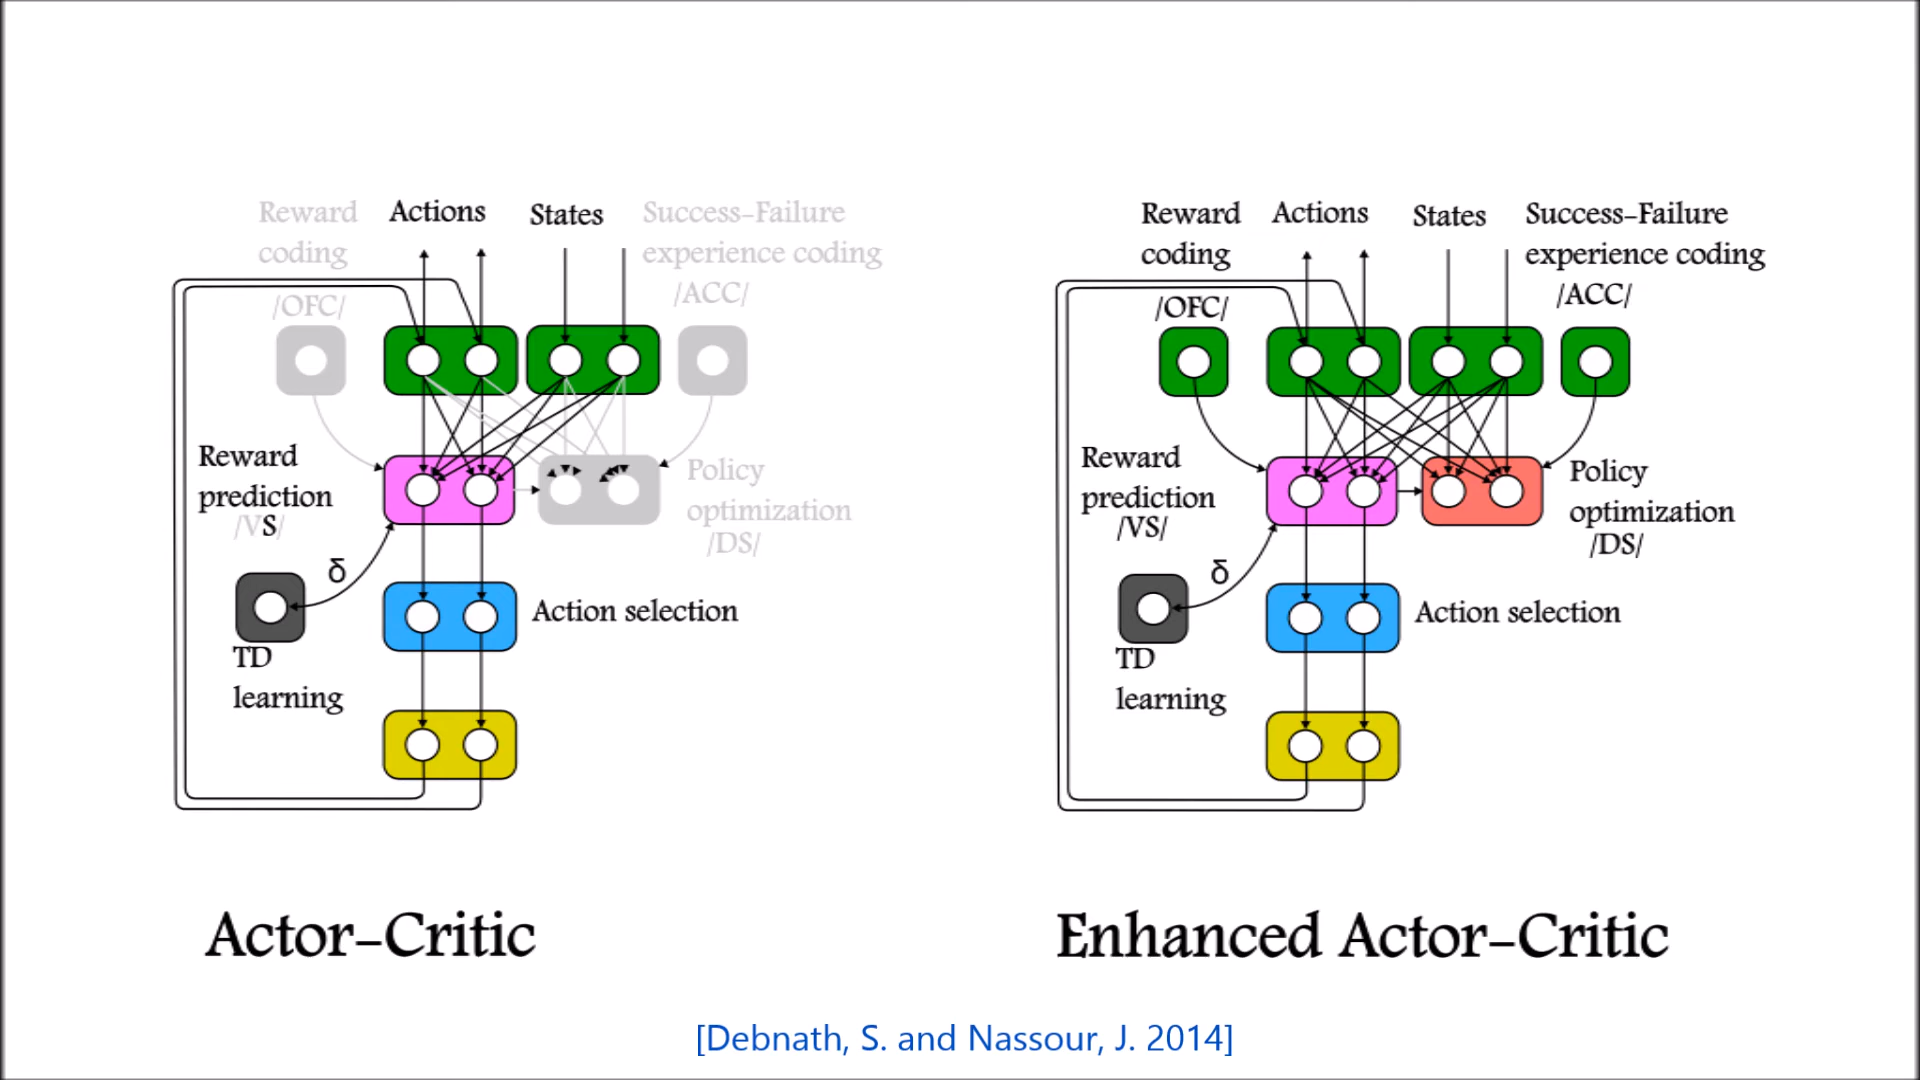 Reward
coding
/OFC/
Actions
States
Success-Failure
experience coding
/ACC/
Reward
prediction
/VS/
δ
TD
learning
Policy
optimization
/DS/
Action selection
Actor-Critic
Reward
coding
/OFC/
Actions
States
Success-Failure
experience coding
/ACC/
Reward
prediction
/VS/
δ
TD
learning
Policy
optimization
/DS/
Action selection
Enhanced Actor-Critic
[Debnath, S. and Nassour, J. 2014]